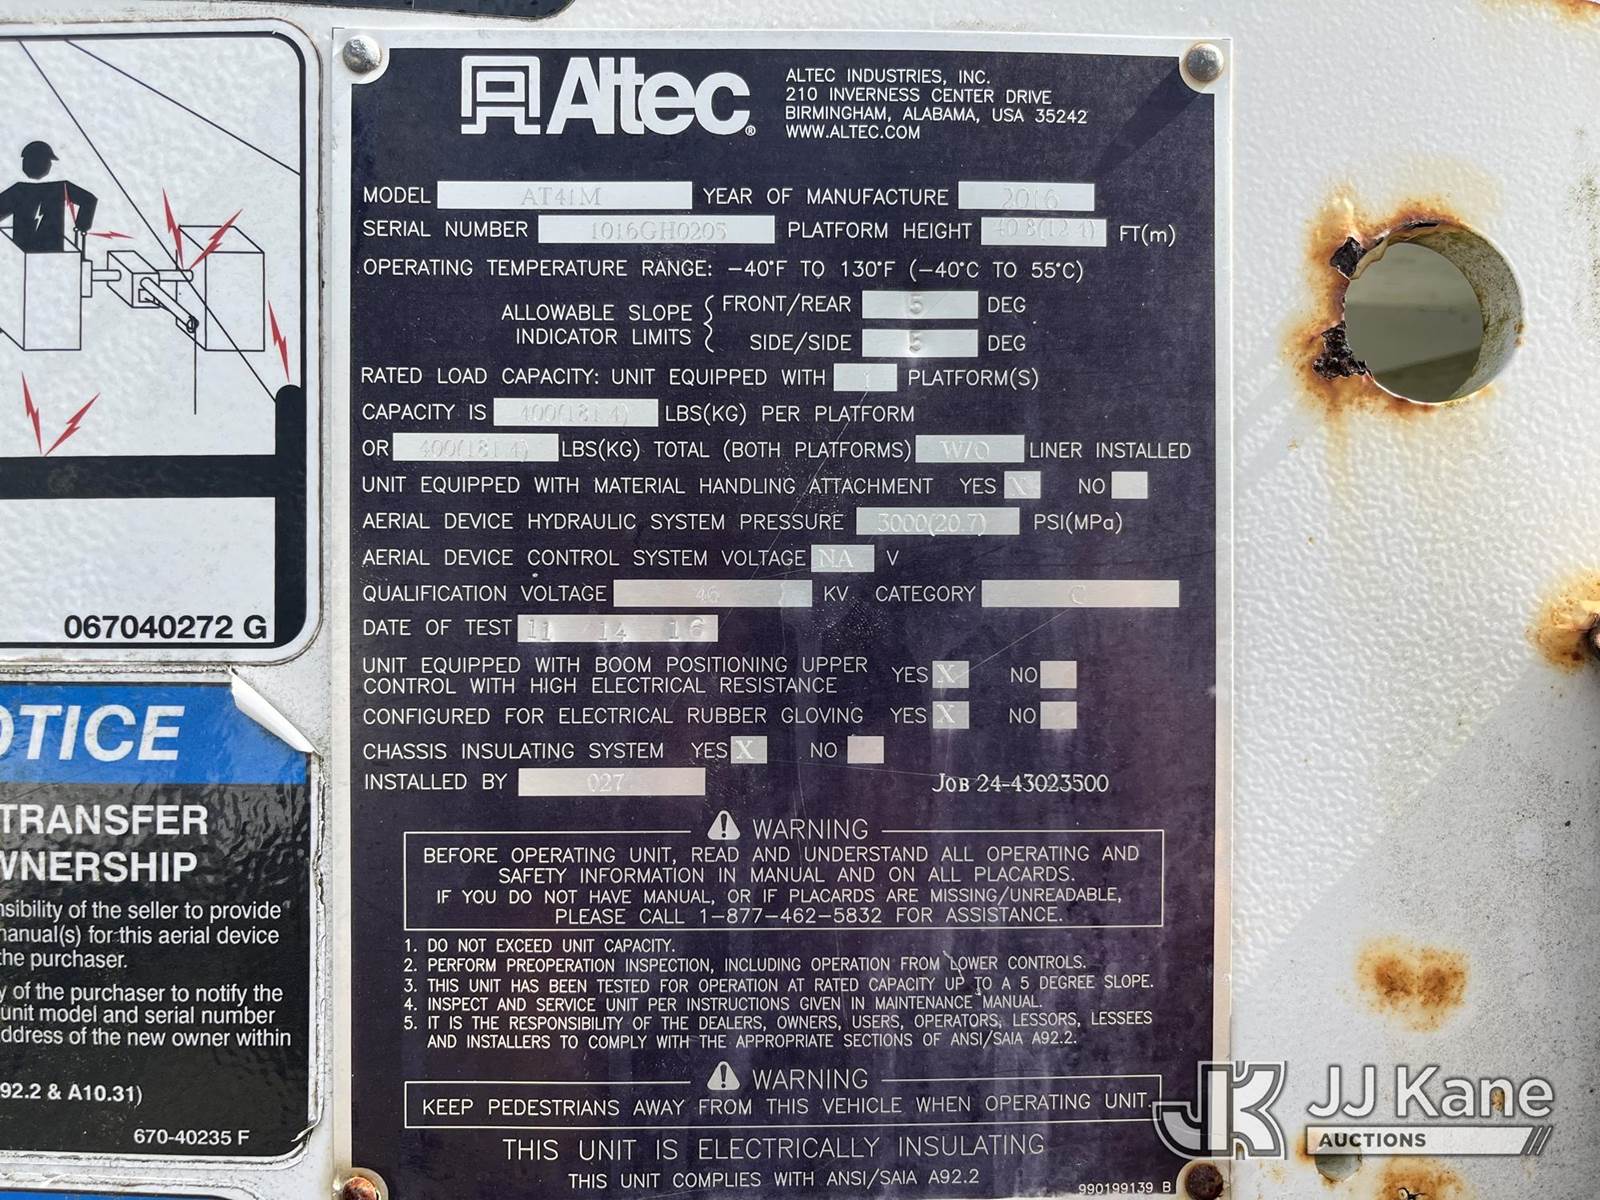 Altec®
ALTEC INDUSTRIES, INC.
210 INVERNESS CENTER DRIVE
BIRMINGHAM, ALABAMA, USA 35242
WWW.ALTEC.COM
MODEL AT41M YEAR OF MANUFACTURE 2016
SERIAL NUMBER 1016GH0205 PLATFORM HEIGHT 40.8(12.4) FT(m)
OPERATING TEMPERATURE RANGE: -40°F TO 130°F (-40°C TO 55°C)
ALLOWABLE SLOPE INDICATOR LIMITS
FRONT/REAR 5 DEG
SIDE/SIDE 5 DEG
RATED LOAD CAPACITY: UNIT EQUIPPED WITH 1 PLATFORM(S)
CAPACITY IS 400(181.4) LBS(KG) PER PLATFORM
OR 400(181.4) LBS(KG) TOTAL (BOTH PLATFORMS) W/O LINER INSTALLED
UNIT EQUIPPED WITH MATERIAL HANDLING ATTACHMENT YES X NO
AERIAL DEVICE HYDRAULIC SYSTEM PRESSURE 3000(20.7) PSI(MPa)
AERIAL DEVICE CONTROL SYSTEM VOLTAGE NA V
QUALIFICATION VOLTAGE 46 KV CATEGORY C
DATE OF TEST 11 14 16
UNIT EQUIPPED WITH BOOM POSITIONING UPPER
CONTROL WITH HIGH ELECTRICAL RESISTANCE YES X NO
CONFIGURED FOR ELECTRICAL RUBBER GLOVING YES X NO
CHASSIS INSULATING SYSTEM YES X NO
INSTALLED BY 027 JOB 24-43023500
WARNING
BEFORE OPERATING UNIT, READ AND UNDERSTAND ALL OPERATING AND
SAFETY INFORMATION IN MANUAL AND ON ALL PLACARDS.
IF YOU DO NOT HAVE MANUAL, OR IF PLACARDS ARE MISSING/UNREADABLE,
PLEASE CALL 1-877-462-5832 FOR ASSISTANCE.
1. DO NOT EXCEED UNIT CAPACITY.
2. PERFORM PREOPERATION INSPECTION, INCLUDING OPERATION FROM LOWER CONTROLS.
3. THIS UNIT HAS BEEN TESTED FOR OPERATION AT RATED CAPACITY UP TO A 5 DEGREE SLOPE.
4. INSPECT AND SERVICE UNIT PER INSTRUCTIONS GIVEN IN MAINTENANCE MANUAL.
5. IT IS THE RESPONSIBILITY OF THE DEALERS, OWNERS, USERS, OPERATORS, LESSORS, LESSEES
AND INSTALLERS TO COMPLY WITH THE APPROPRIATE SECTIONS OF ANSI/SAIA A92.2.
WARNING
KEEP PEDESTRIANS AWAY FROM THIS VEHICLE WHEN OPERATING UNIT.
THIS UNIT IS ELECTRICALLY INSULATING
THIS UNIT COMPLIES WITH ANSI/SAIA A92.2
990199139 B
067040272 G
OTICE
TRANSFER
WNERSHIP
nsibility of the seller to provide
manual(s) for this aerial device
the purchaser.
y of the purchaser to notify the
unit model and serial number
ddress of the new owner within
92.2 & A10.31)
670-40235 F
JK JJ Kane
AUCTIONS